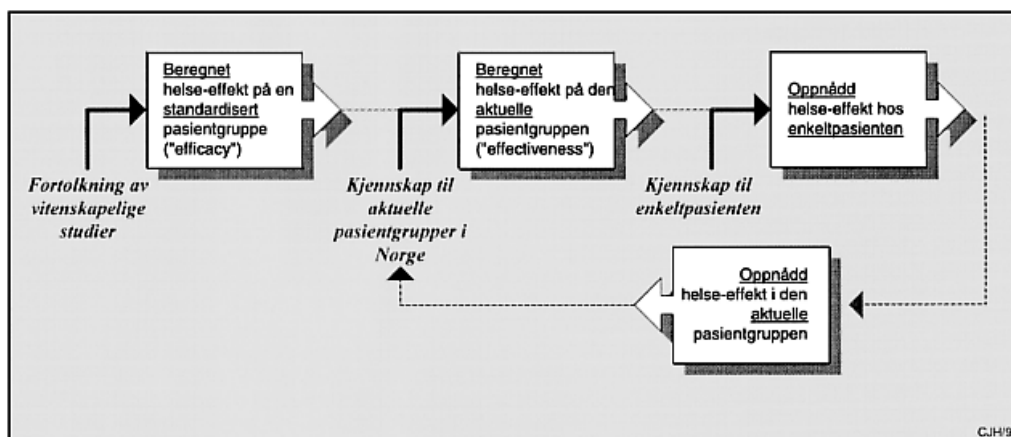 Beregnet
helse-effekt på en
standardisert
pasientgruppe
("efficacy")
Beregnet
helse-effekt på den
aktuelle
pasientgruppen
("effectiveness")
Oppnådd
helse-effekt hos
enkeltpasienten
Fortolkning av
vitenskapelige
studier
Kjennskap til
aktuelle
pasientgrupper i
Norge
Kjennskap til
enkeltpasienten
Oppnådd
helse-effekt i den
aktuelle
pasientgruppen
CJH/9